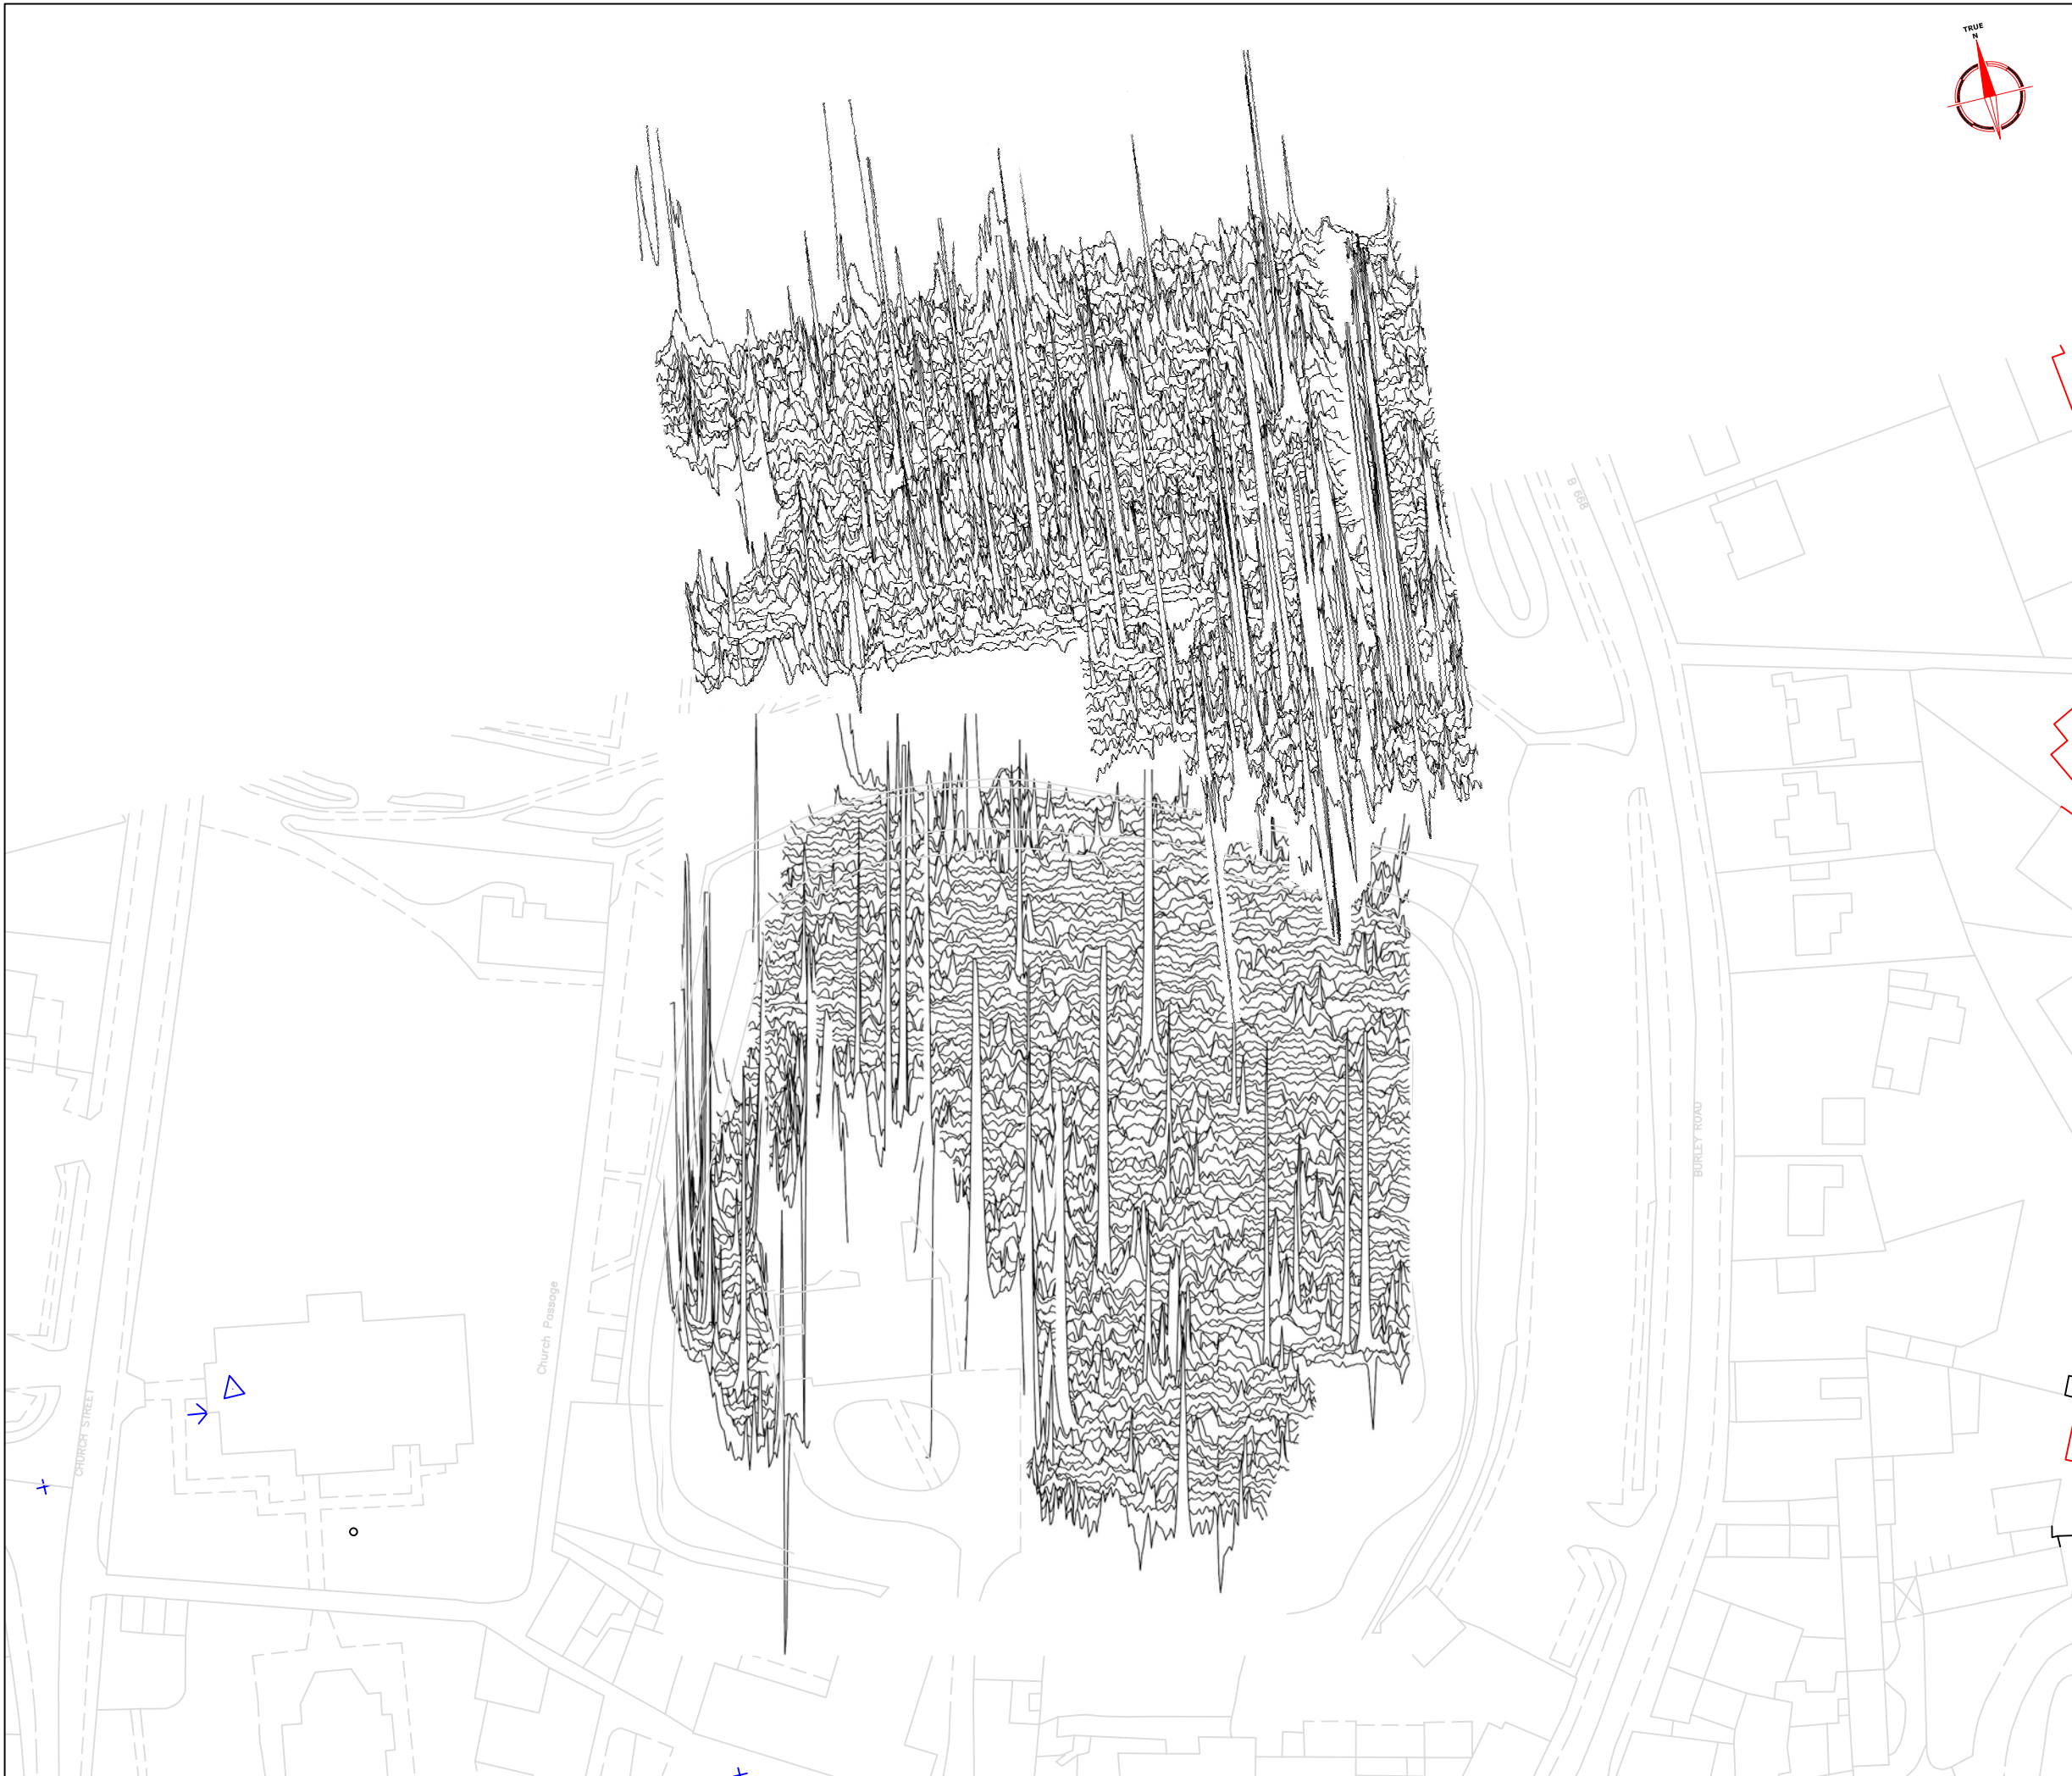 TRUE
N
B 668
BURLEY ROAD
Church Passage
CHURCH STREET